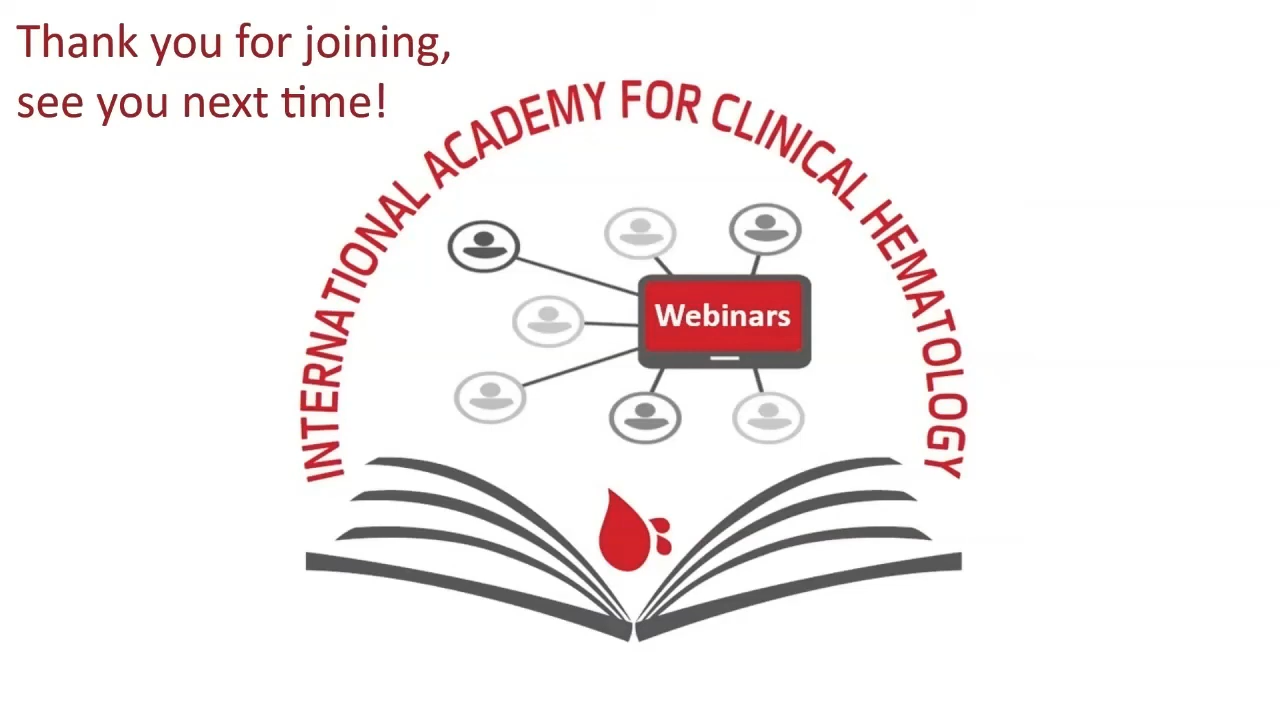 Thank you for joining,
see you next time!
INTERNATIONAL ACADEMY FOR CLINICAL HEMATOLOGY
Webinars